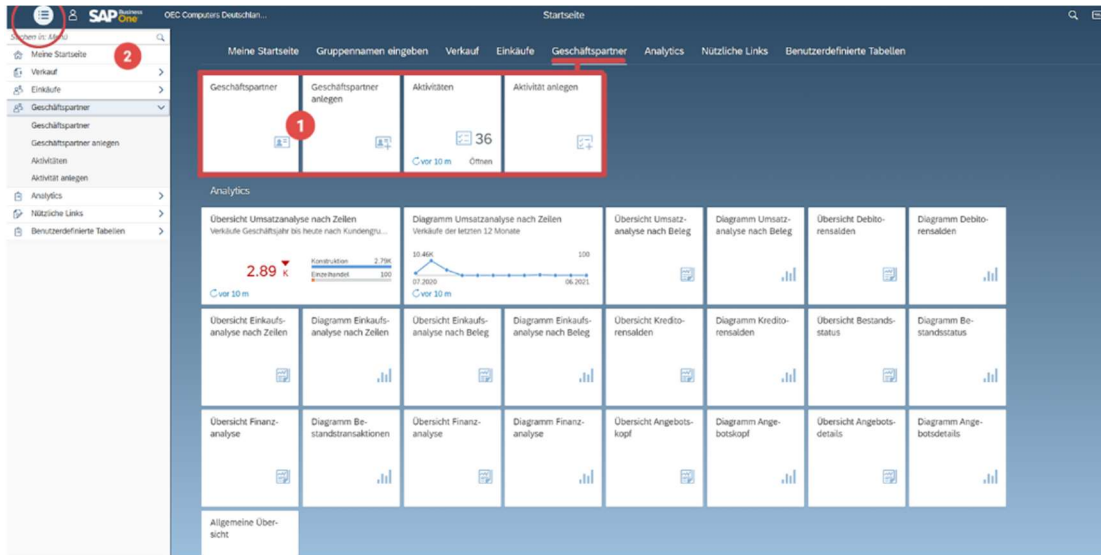 SAP Business One
OEC Computers Deutschlan...
Startseite
Suchen in: Menü
Meine Startseite
2
Verkauf
Einkäufe
Geschäftspartner
Geschäftspartner
Geschäftspartner anlegen
Aktivitäten
Aktivität anlegen
Analytics
Nützliche Links
Benutzerdefinierte Tabellen
Meine Startseite Gruppennamen eingeben Verkauf Einkäufe Geschäftspartner Analytics Nützliche Links Benutzerdefinierte Tabellen
Geschäftspartner
Geschäftspartner
anlegen
Aktivitäten
36
vor 10 m Öffnen
Aktivität anlegen
1
Analytics
Übersicht Umsatzanalyse nach Zeilen
Verkäufe Geschäftsjahr bis heute nach Kundengru...
2.89 K
Konstruktion 2.79K
Einzelhandel 100
vor 10 m
Diagramm Umsatzanalyse nach Zeilen
Verkäufe der letzten 12 Monate
10.46K 100
07.2020 06.2021
vor 10 m
Übersicht Umsatz-
analyse nach Beleg
Diagramm Umsatz-
analyse nach Beleg
Übersicht Debito-
rensalden
Diagramm Debito-
rensalden
Übersicht Einkaufs-
analyse nach Zeilen
Diagramm Einkaufs-
analyse nach Zeilen
Übersicht Einkaufs-
analyse nach Beleg
Diagramm Einkaufs-
analyse nach Beleg
Übersicht Kredito-
rensalden
Diagramm Kredito-
rensalden
Übersicht Bestands-
status
Diagramm Be-
standsstatus
Übersicht Finanz-
analyse
Diagramm Be-
standstransaktionen
Übersicht Finanz-
analyse
Diagramm Finanz-
analyse
Übersicht Angebots-
kopf
Diagramm Ange-
botskopf
Übersicht Angebots-
details
Diagramm Ange-
botsdetails
Allgemeine Über-
sicht